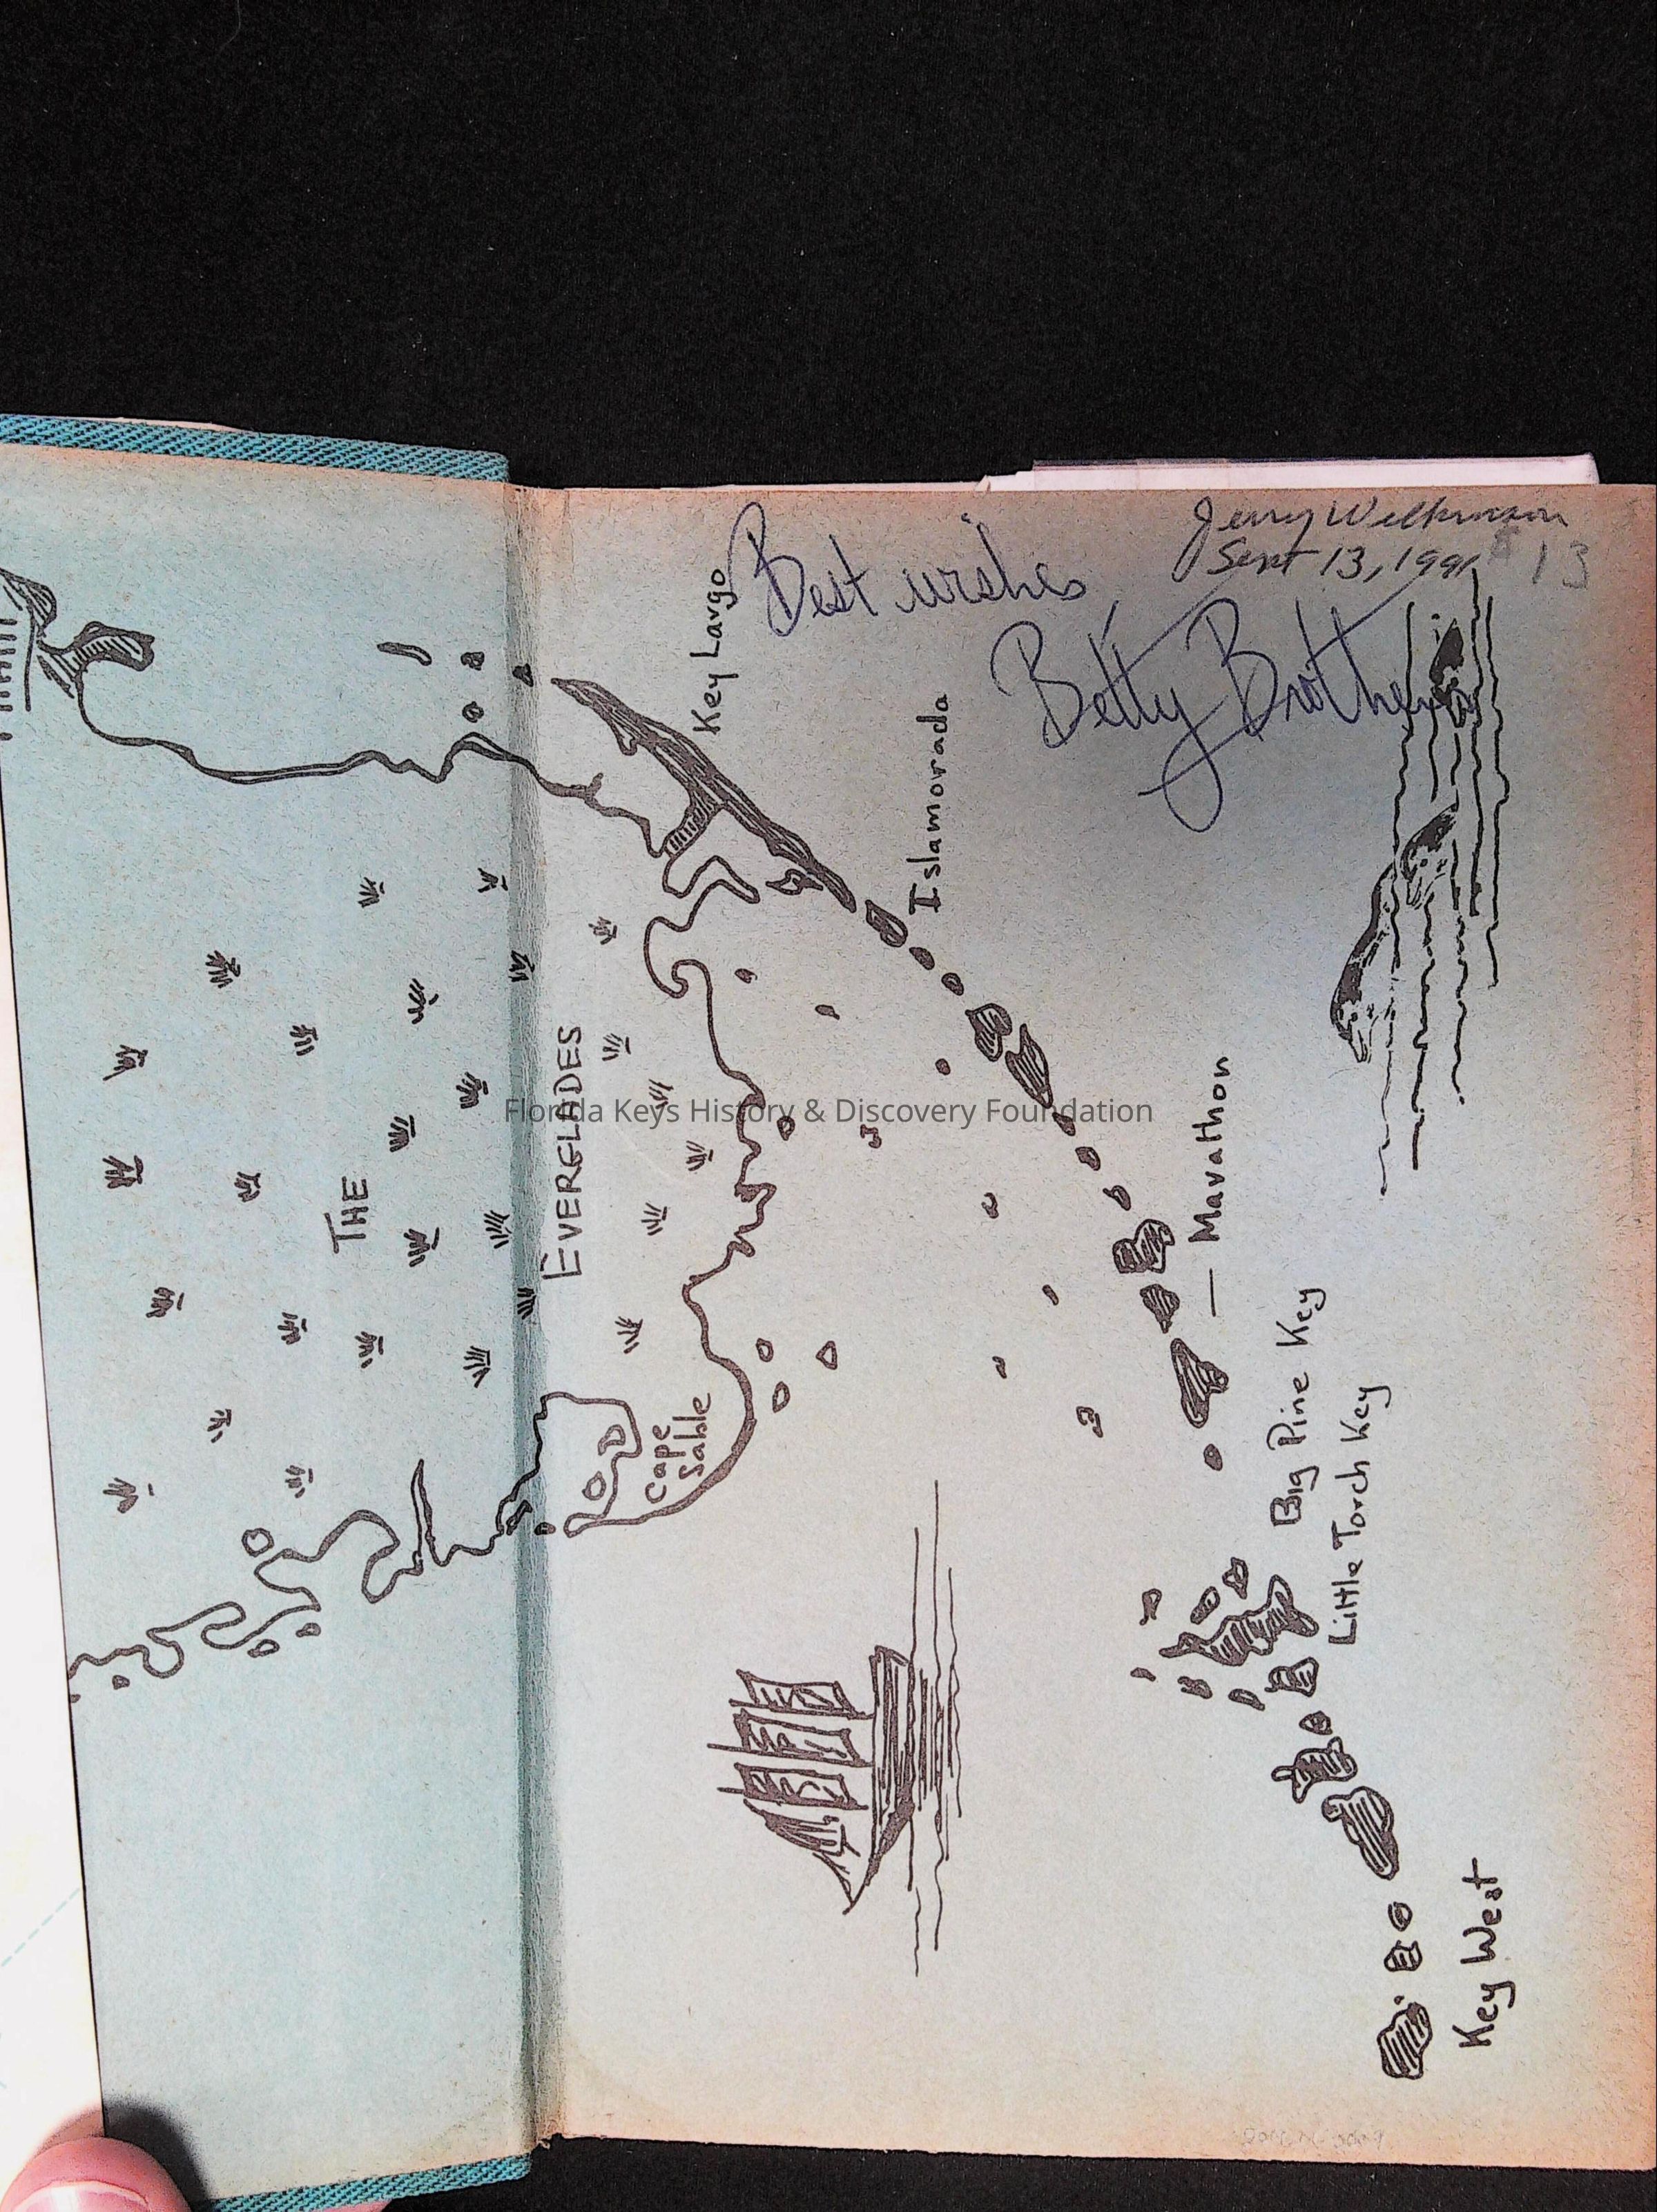 Jerry Wilkinson
Sept 13, 1991
13
Best wishes
Betty Brothers
Key Largo
Islamorada
THE
EVERGLADES
Florida Keys History & Discovery Foundation
Cape
Sable
— Marathon
Big Pine Key
Little Torch Key
Key West